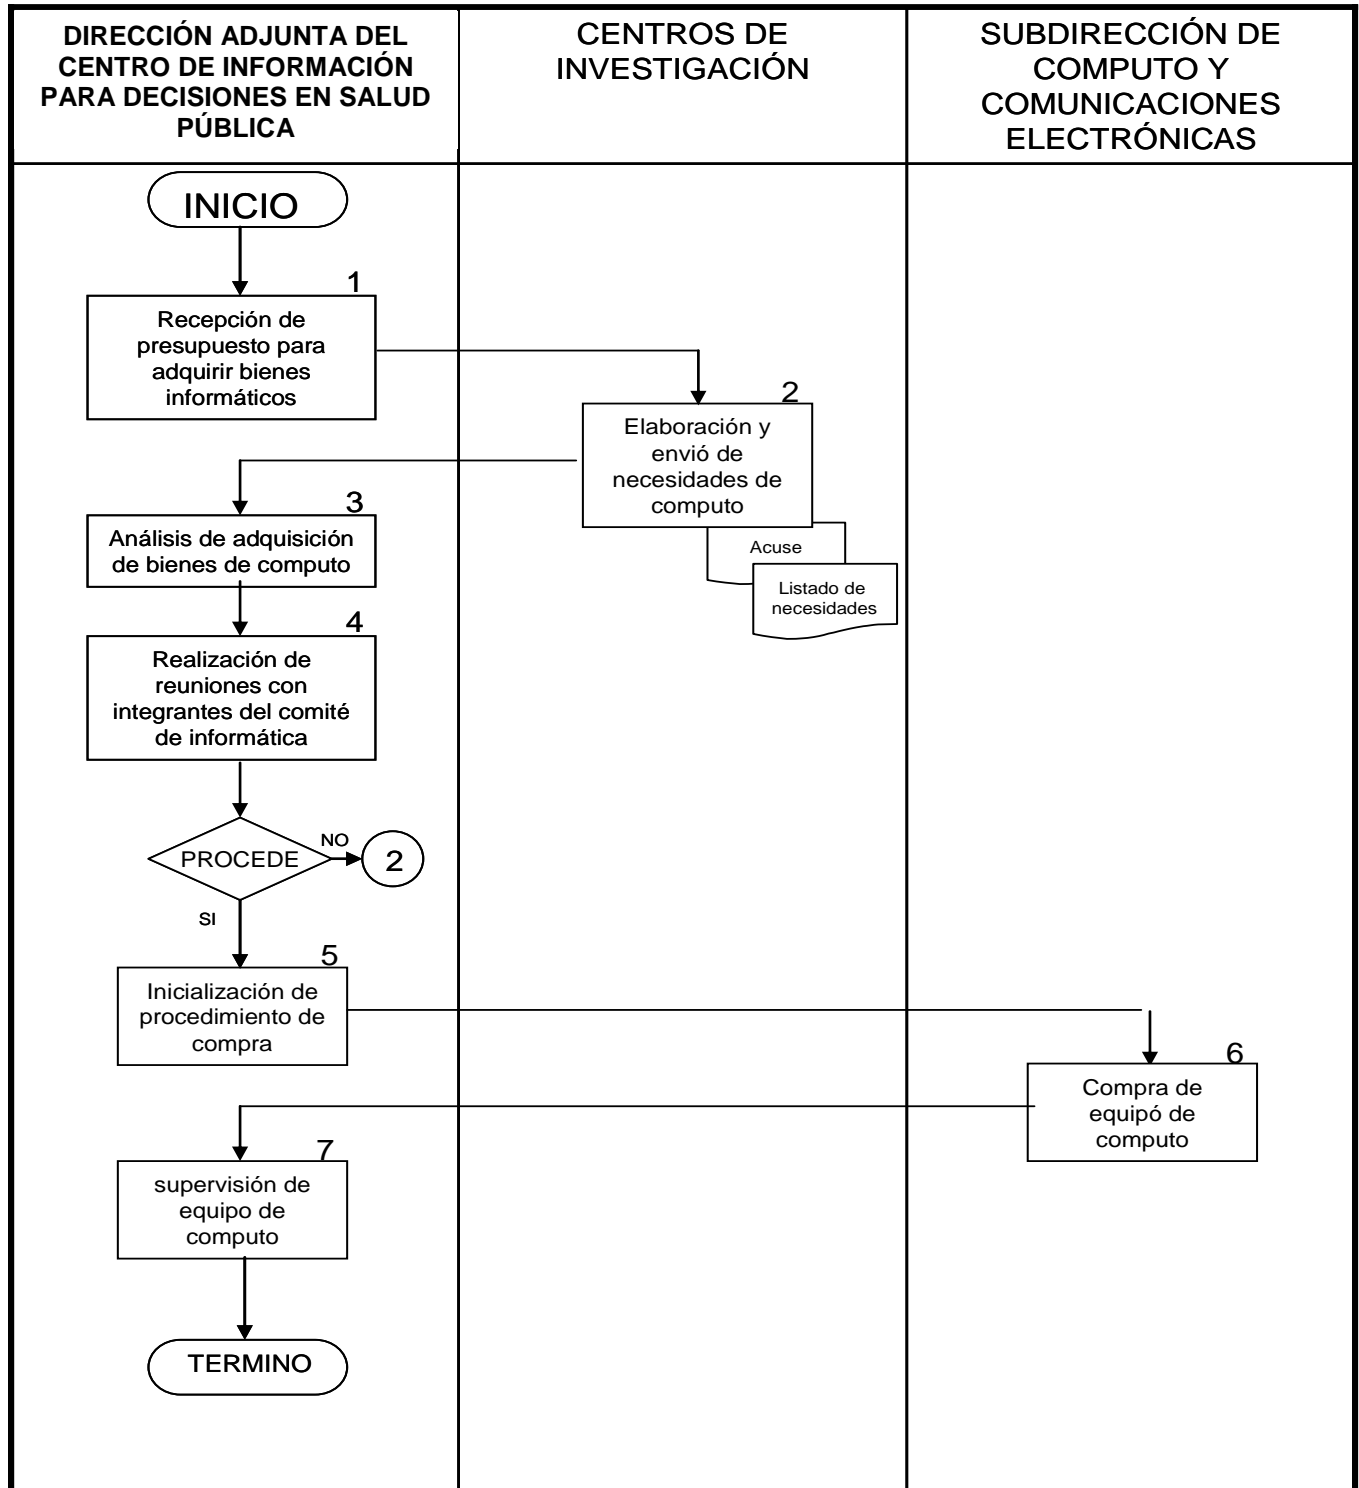 DIRECCIÓN ADJUNTA DEL
CENTRO DE INFORMACIÓN
PARA DECISIONES EN SALUD
PÚBLICA
CENTROS DE
INVESTIGACIÓN
SUBDIRECCIÓN DE
COMPUTO Y
COMUNICACIONES
ELECTRÓNICAS
INICIO
1
Recepción de
presupuesto para
adquirir bienes
informáticos
2
Elaboración y
envió de
necesidades de
computo
Acuse
Listado de
necesidades
3
Análisis de adquisición
de bienes de computo
4
Realización de
reuniones con
integrantes del comité
de informática
PROCEDE
NO
2
SI
5
Inicialización de
procedimiento de
compra
6
Compra de
equipó de
computo
7
supervisión de
equipo de
computo
TERMINO